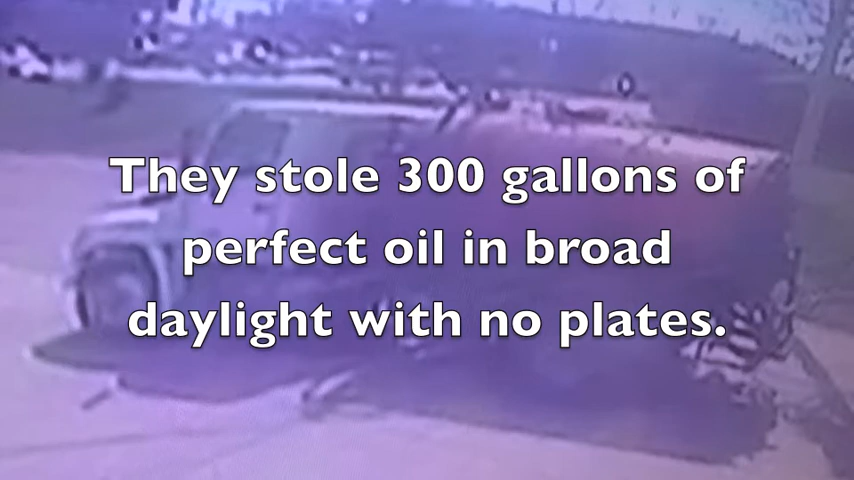 They stole 300 gallons of
perfect oil in broad
daylight with no plates.